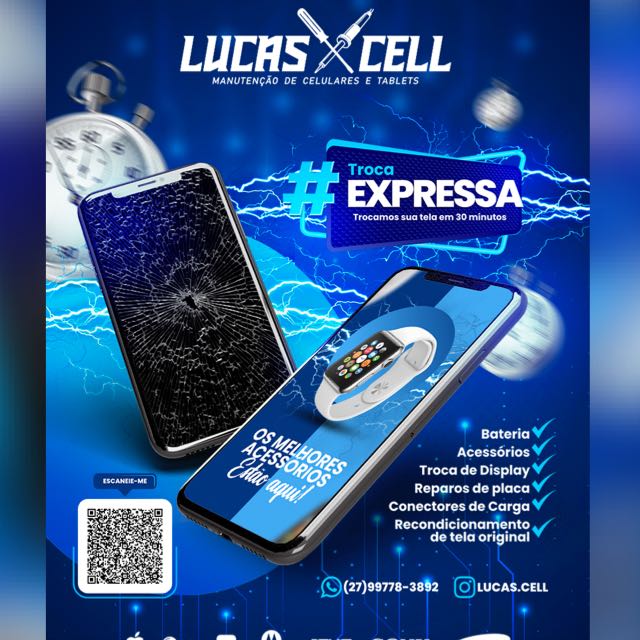 LUCAS CELL
MANUTENÇÃO DE CELULARES E TABLETS
# Troca
EXPRESSA
Trocamos sua tela em 30 minutos
OS MELHORES
ACESSÓRIOS
Estão aqui!
Bateria
Acessórios
Troca de Display
Reparos de placa
Conectores de Carga
Recondicionamento
de tela original
ESCANEIE-ME
(27)99778-3892
LUCAS.CELL